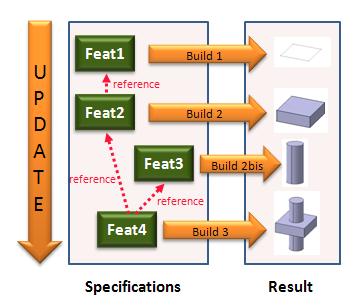 UPDATE
Feat1
Build 1
reference
Feat2
Build 2
Feat3
Build 2bis
reference
reference
Feat4
Build 3
Specifications
Result